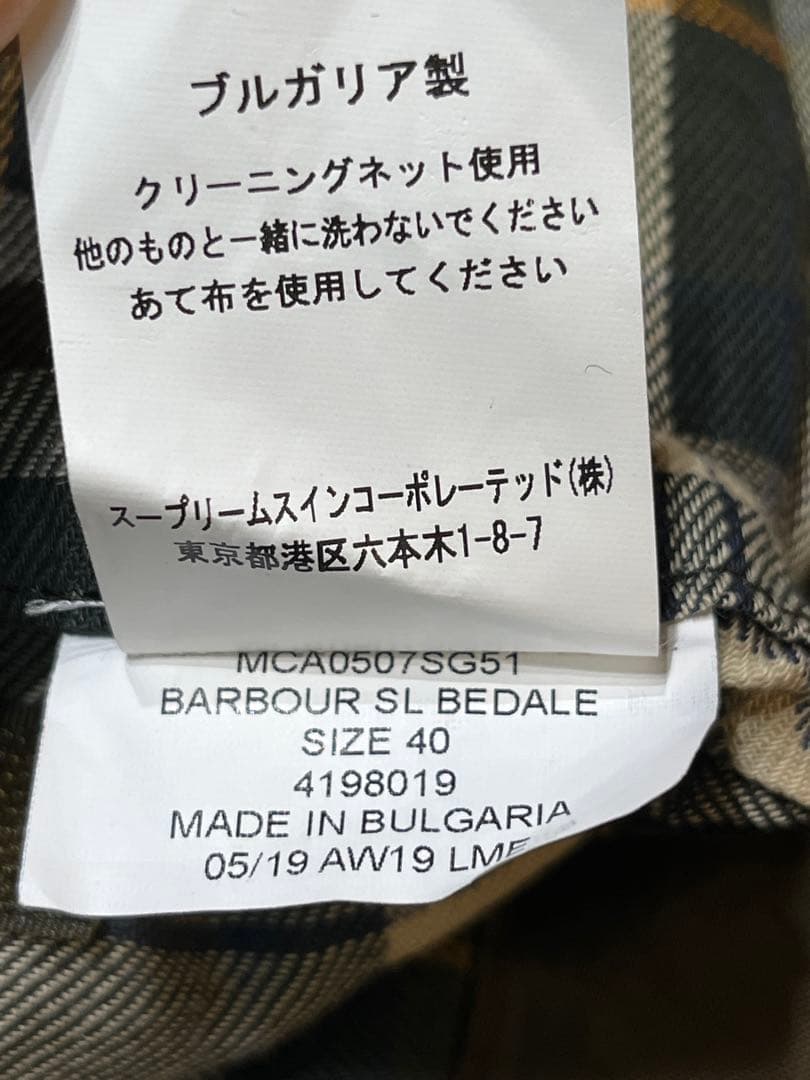 ブルガリア製
クリーニングネット使用
他のものと一緒に洗わないでください
あて布を使用してください
スープリームスインコーポレーテッド(株)
東京都港区六本木1-8-7
MCA0507SG51
BARBOUR SL BEDALE
SIZE 40
4198019
MADE IN BULGARIA
05/19 AW19 LMF